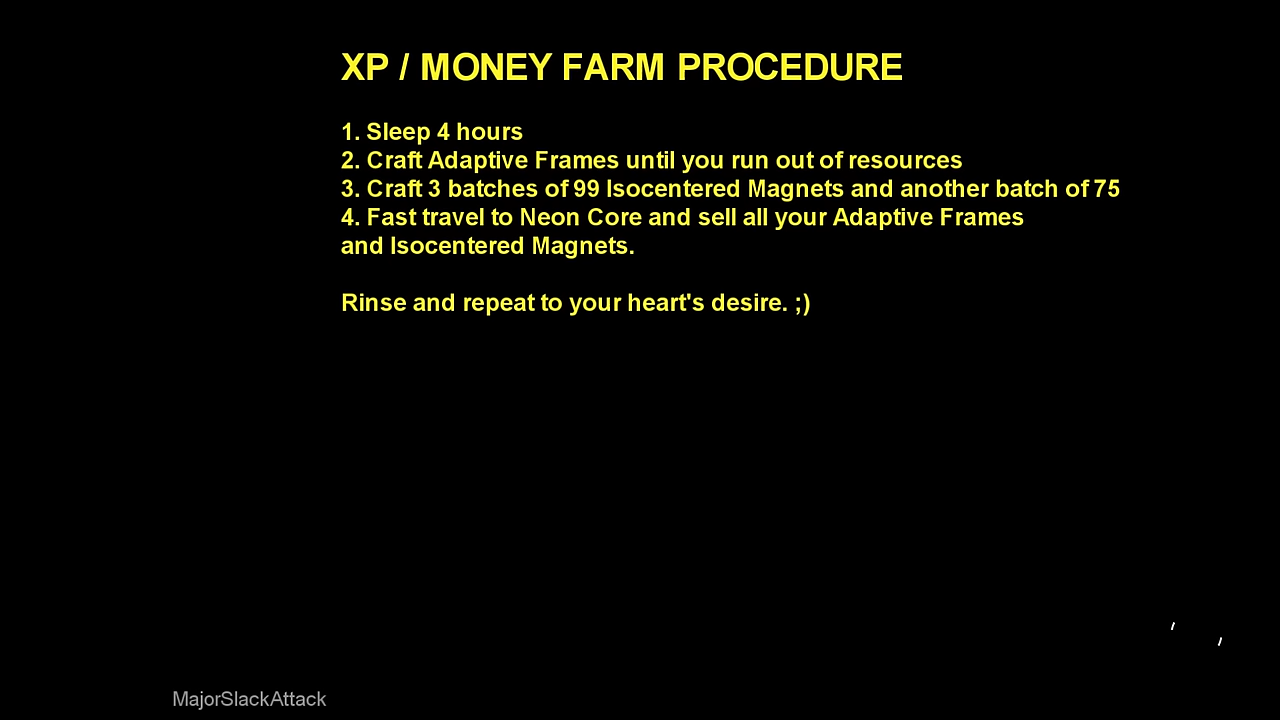 XP / MONEY FARM PROCEDURE
1. Sleep 4 hours
2. Craft Adaptive Frames until you run out of resources
3. Craft 3 batches of 99 Isocentered Magnets and another batch of 75
4. Fast travel to Neon Core and sell all your Adaptive Frames
and Isocentered Magnets.
Rinse and repeat to your heart's desire. ;)
MajorSlackAttack